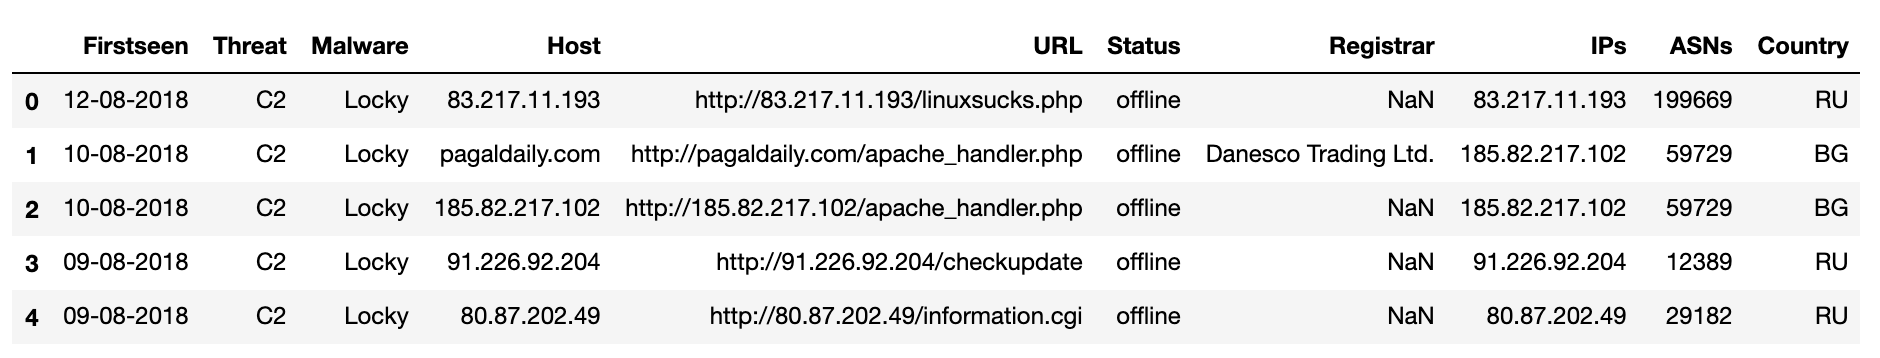 Firstseen Threat Malware Host URL Status Registrar IPs ASNs Country
0 12-08-2018 C2 Locky 83.217.11.193 http://83.217.11.193/linuxsucks.php offline NaN 83.217.11.193 199669 RU
1 10-08-2018 C2 Locky pagaldaily.com http://pagaldaily.com/apache_handler.php offline Danesco Trading Ltd. 185.82.217.102 59729 BG
2 10-08-2018 C2 Locky 185.82.217.102 http://185.82.217.102/apache_handler.php offline NaN 185.82.217.102 59729 BG
3 09-08-2018 C2 Locky 91.226.92.204 http://91.226.92.204/checkupdate offline NaN 91.226.92.204 12389 RU
4 09-08-2018 C2 Locky 80.87.202.49 http://80.87.202.49/information.cgi offline NaN 80.87.202.49 29182 RU